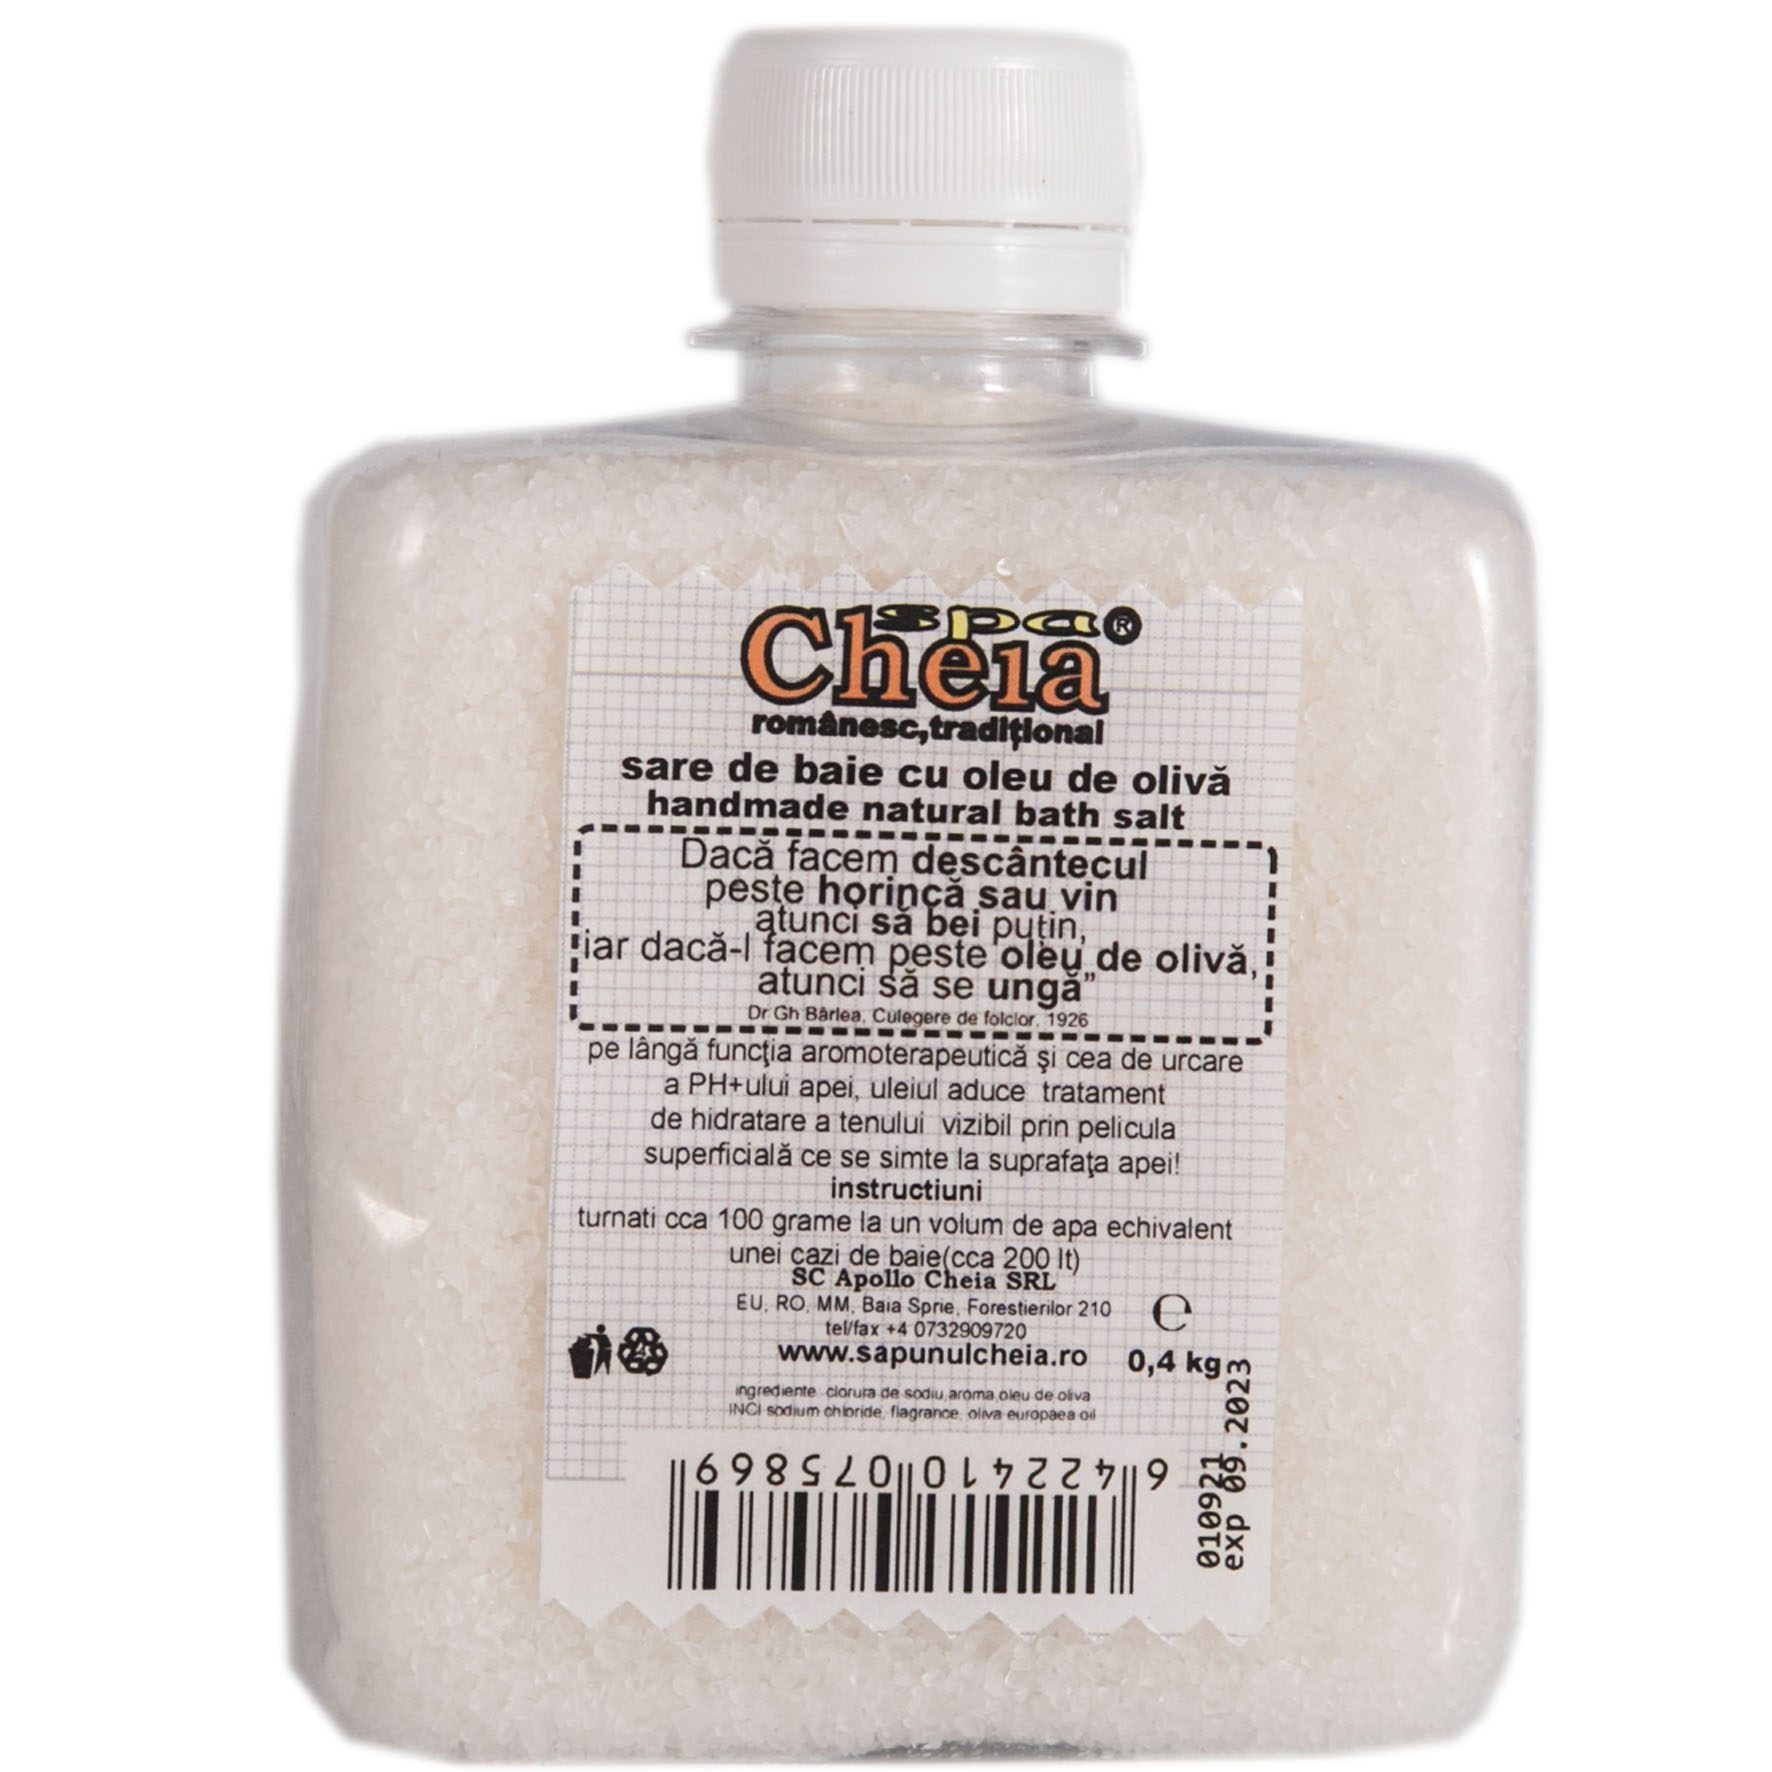 spa
Cheia®
românesc,tradițional
sare de baie cu oleu de olivă
handmade natural bath salt
Dacă facem descântecul
peste horincă sau vin
atunci să bei puțin,
iar dacă-l facem peste oleu de olivă,
atunci să se ungă”
Dr Gh Bârlea, Culegere de folclor, 1926
pe lângă funcţia aromoterapeutică şi cea de urcare
a PH+ului apei, uleiul aduce tratament
de hidratare a tenului vizibil prin pelicula
superficială ce se simte la suprafaţa apei!
instructiuni
turnati cca 100 grame la un volum de apa echivalent
unei cazi de baie(cca 200 lt)
SC Apollo Cheia SRL
EU, RO, MM, Baia Sprie, Forestierilor 210
tel/fax +4 0732909720
www.sapunulcheia.ro
℮
0,4 kg
ingrediente clorura de sodiu,aroma,oleu de oliva
INCI sodium chloride, flagrance, oliva europaea oil
6 422410 075869
010921
exp 09.2023